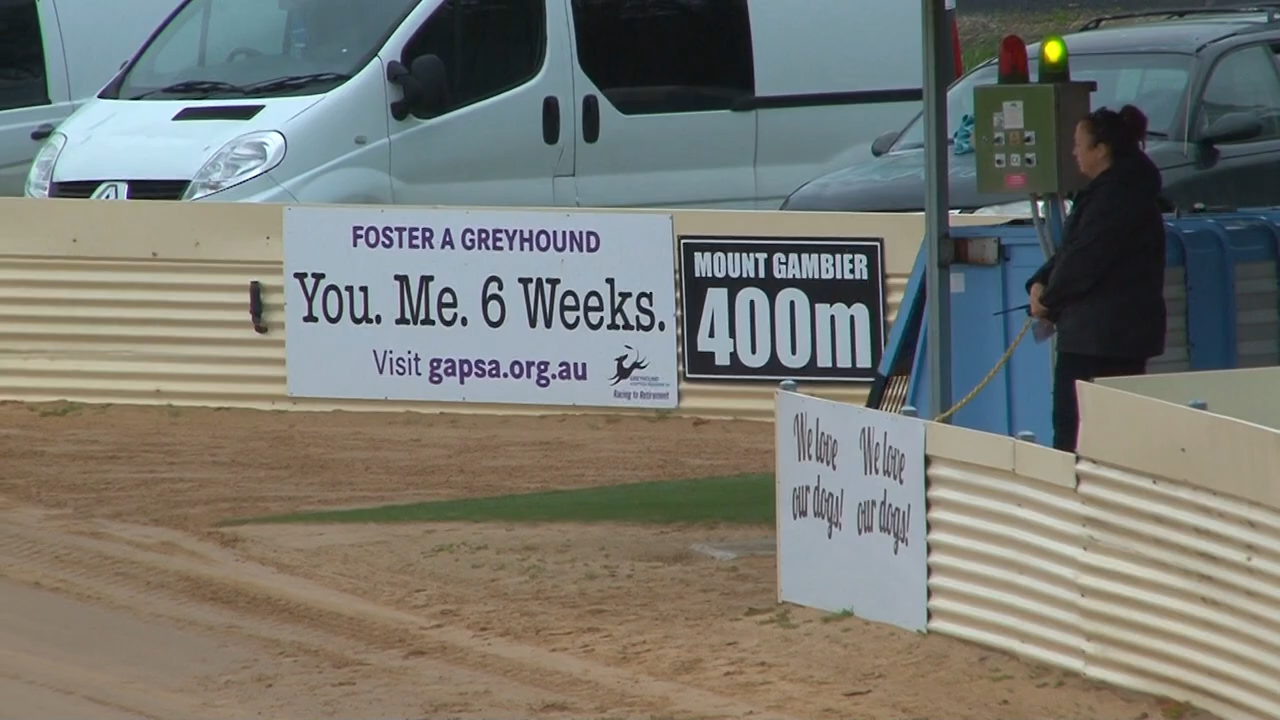 FOSTER A GREYHOUND
You. Me. 6 Weeks.
Visit gapsa.org.au
GREYHOUND
Racing to Retirement
MOUNT GAMBIER
400m
We love
our dogs!
We love
our dogs!